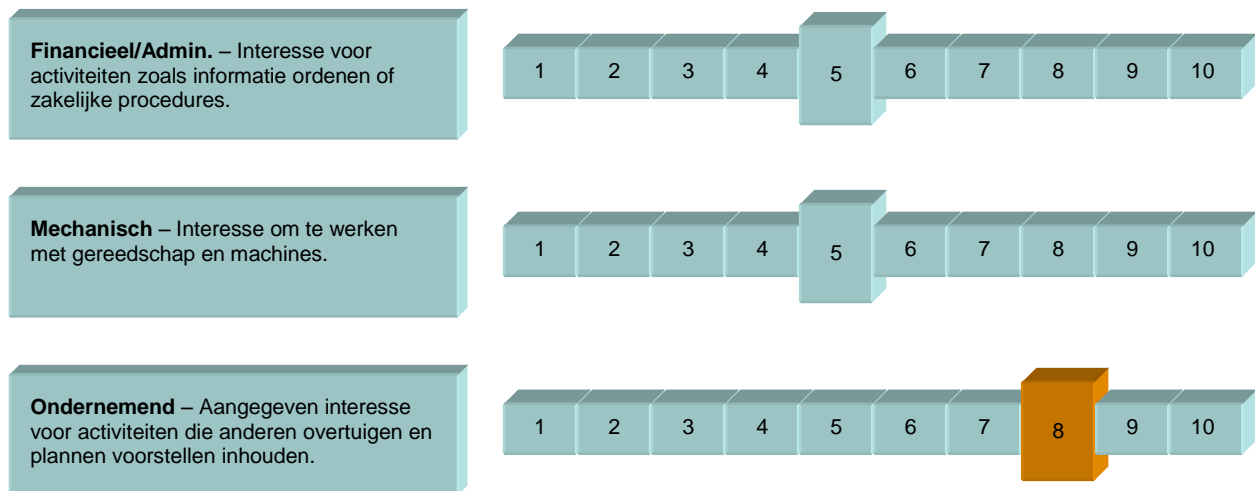 Financieel/Admin. – Interesse voor
activiteiten zoals informatie ordenen of
zakelijke procedures.
1 2 3 4 5 6 7 8 9 10
Mechanisch – Interesse om te werken
met gereedschap en machines.
1 2 3 4 5 6 7 8 9 10
Ondernemend – Aangegeven interesse
voor activiteiten die anderen overtuigen en
plannen voorstellen inhouden.
1 2 3 4 5 6 7 8 9 10